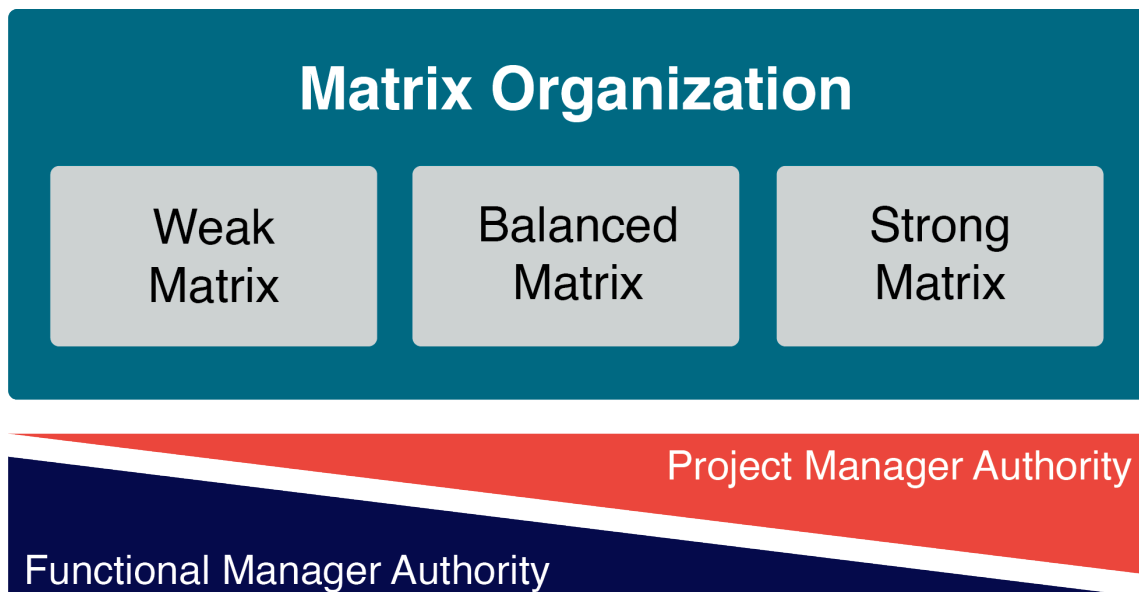 Matrix Organization
Weak
Matrix
Balanced
Matrix
Strong
Matrix
Project Manager Authority
Functional Manager Authority